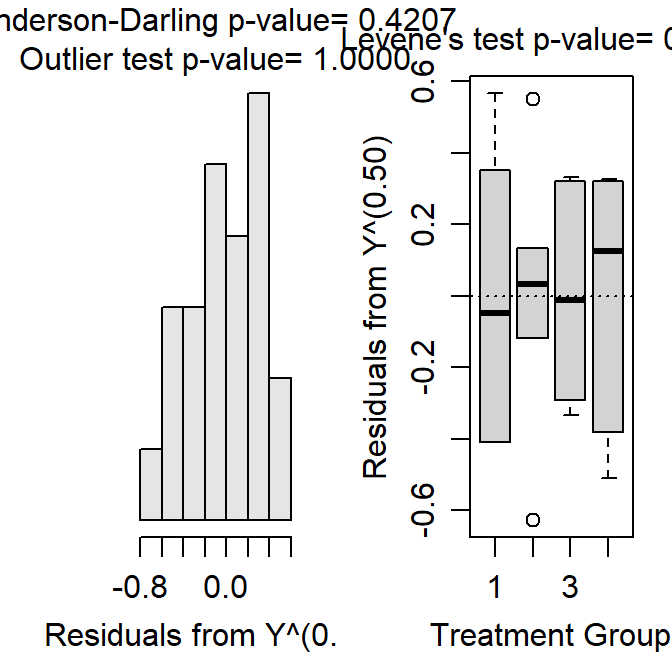 nderson-Darling p-value= 0.4207
Outlier test p-value= 1.0000
-0.8 0.0
Residuals from Y^(0.
Levene's test p-value= 0
Residuals from Y^(0.50)
0.6
0.2
-0.2
-0.6
1 3
Treatment Group